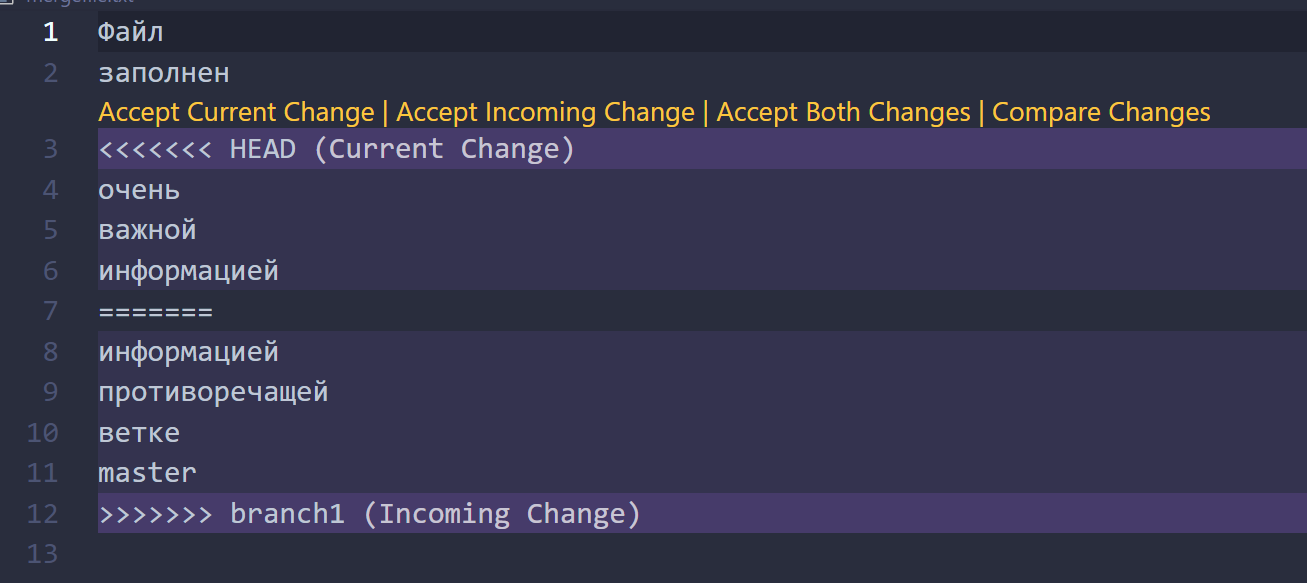 1 Файл
2 заполнен
Accept Current Change | Accept Incoming Change | Accept Both Changes | Compare Changes
3 <<<<<<< HEAD (Current Change)
4 очень
5 важной
6 информацией
7 =======
8 информацией
9 противоречащей
10 ветке
11 master
12 >>>>>>> branch1 (Incoming Change)
13